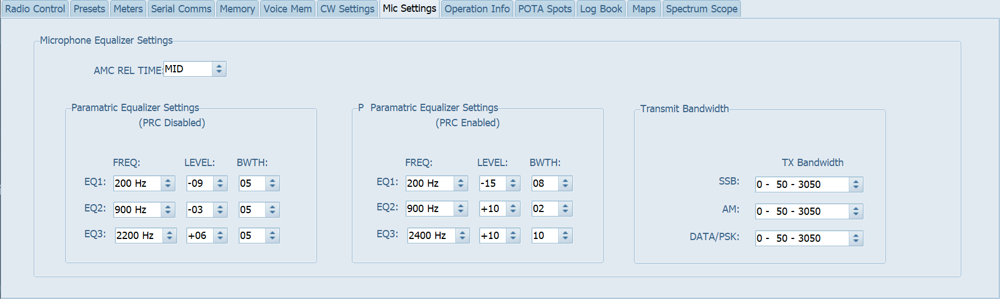 Radio Control Presets Meters Serial Comms Memory Voice Mem CW Settings Mic Settings Operation Info POTA Spots Log Book Maps Spectrum Scope
Microphone Equalizer Settings
AMC REL TIME: MID
Paramatric Equalizer Settings
(PRC Disabled)
FREQ: LEVEL: BWTH:
EQ1: 200 Hz -09 05
EQ2: 900 Hz -03 05
EQ3: 2200 Hz +06 05
P Paramatric Equalizer Settings
(PRC Enabled)
FREQ: LEVEL: BWTH:
EQ1: 200 Hz -15 08
EQ2: 900 Hz +10 02
EQ3: 2400 Hz +10 10
Transmit Bandwidth
TX Bandwidth
SSB: 0 - 50 - 3050
AM: 0 - 50 - 3050
DATA/PSK: 0 - 50 - 3050